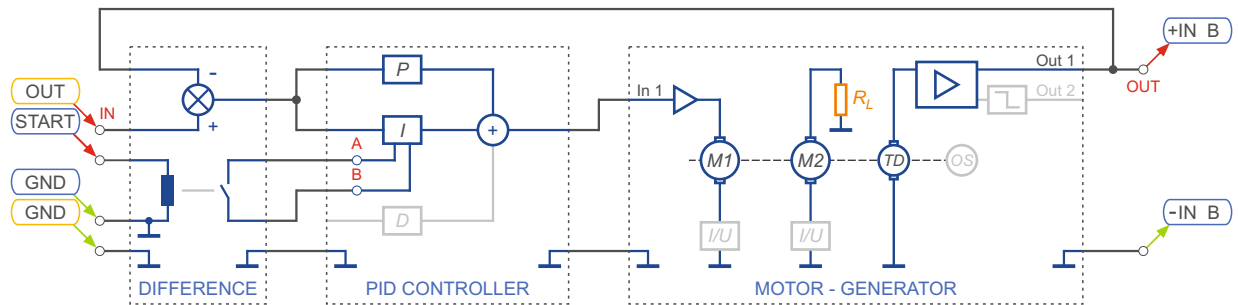 +IN B
-
P
Out 1
OUT
IN
+
In 1
R_L
Out 2
OUT
START
A
I
+
M1
M2
TD
OS
GND
B
GND
D
I/U
I/U
-IN B
DIFFERENCE
PID CONTROLLER
MOTOR - GENERATOR